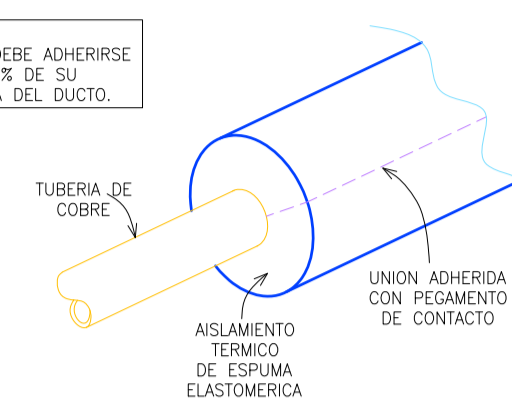 DEBE ADHERIRSE
% DE SU
DEL DUCTO.
TUBERIA DE
COBRE
UNION ADHERIDA
CON PEGAMENTO
DE CONTACTO
AISLAMIENTO
TERMICO
DE ESPUMA
ELASTOMERICA